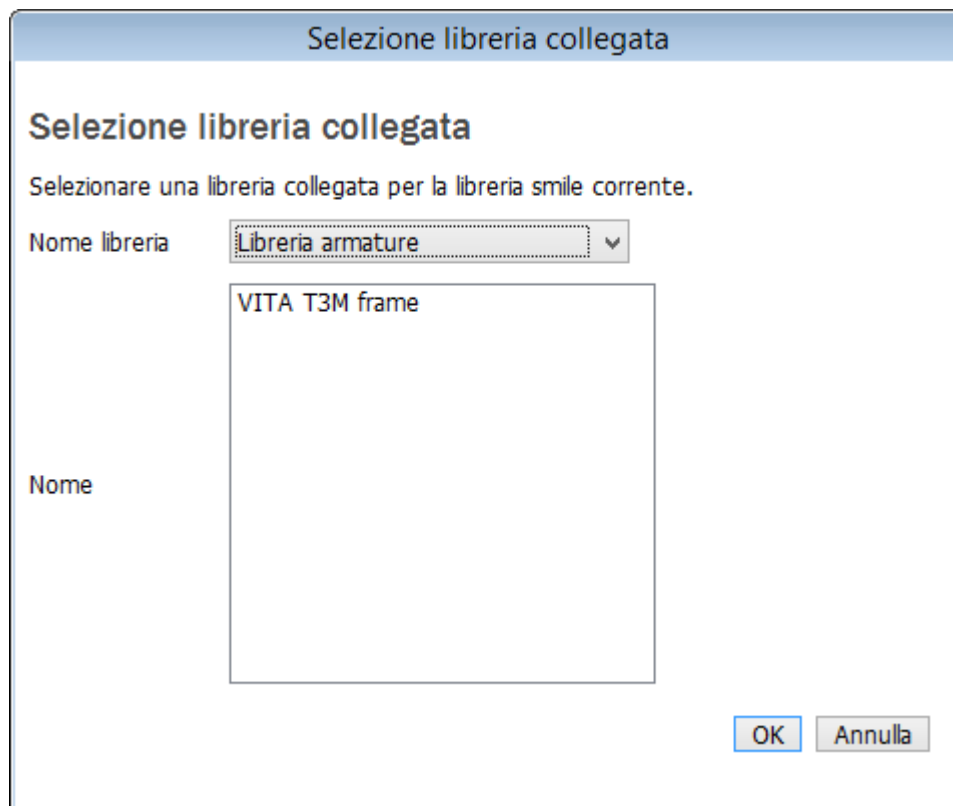 Selezione libreria collegata
Selezione libreria collegata
Selezionare una libreria collegata per la libreria smile corrente.
Nome libreria Libreria armature
VITA T3M frame
Nome
OK Annulla